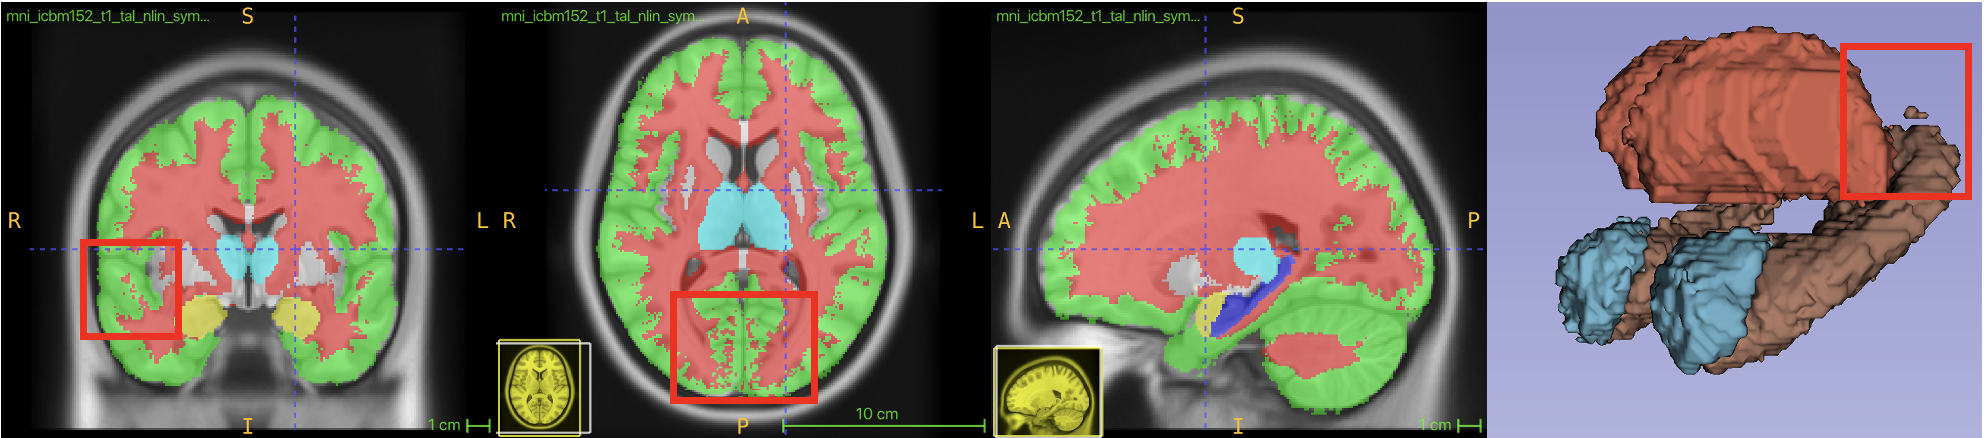 mni_icbm152_t1_tal_nlin_sym...
S
R
L
I
1 cm
mni_icbm152_t1_tal_nlin_sym...
A
R
L
P
10 cm
mni_icbm152_t1_tal_nlin_sym...
S
A
P
I
1 cm